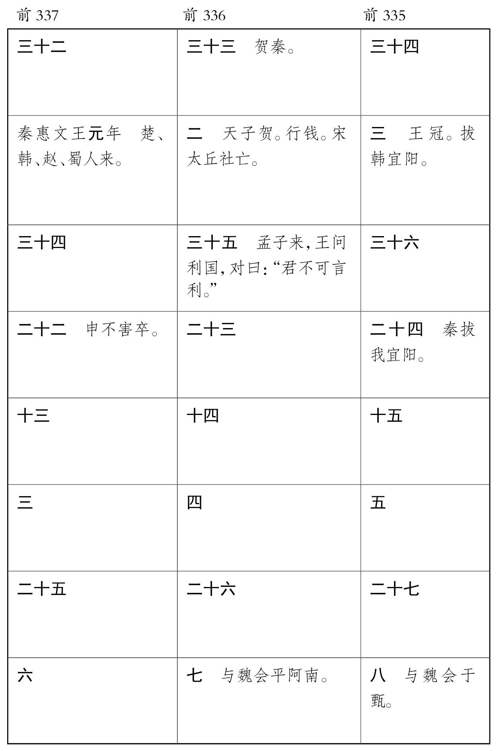 前 337 前 336 前 335
三十二
三十三 贺秦。
三十四
秦惠文王元年 楚、
韩、赵、蜀人来。
二 天子贺。行钱。宋
太丘社亡。
三 王冠。拔
韩宜阳。
三十四
三十五 孟子来，王问
利国，对曰：“君不可言
利。”
三十六
二十二 申不害卒。
二十三
二十四 秦拔
我宜阳。
十三
十四
十五
三
四
五
二十五
二十六
二十七
六
七 与魏会平阿南。
八 与魏会于
甄。